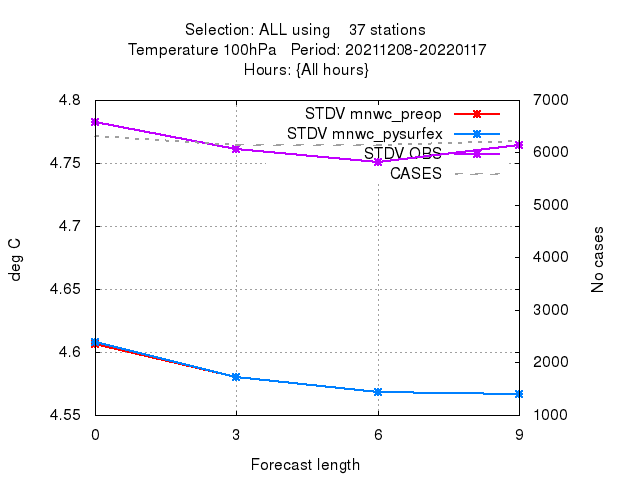 Selection: ALL using 37 stations
Temperature 100hPa Period: 20211208-20220117
Hours: {All hours}
4.8
4.75
4.7
4.65
4.6
4.55
7000
6000
5000
4000
3000
2000
1000
STDV mnwc_preop
STDV mnwc_pysurfex
STDV OBS
CASES
deg C
No cases
0
3
6
9
Forecast length